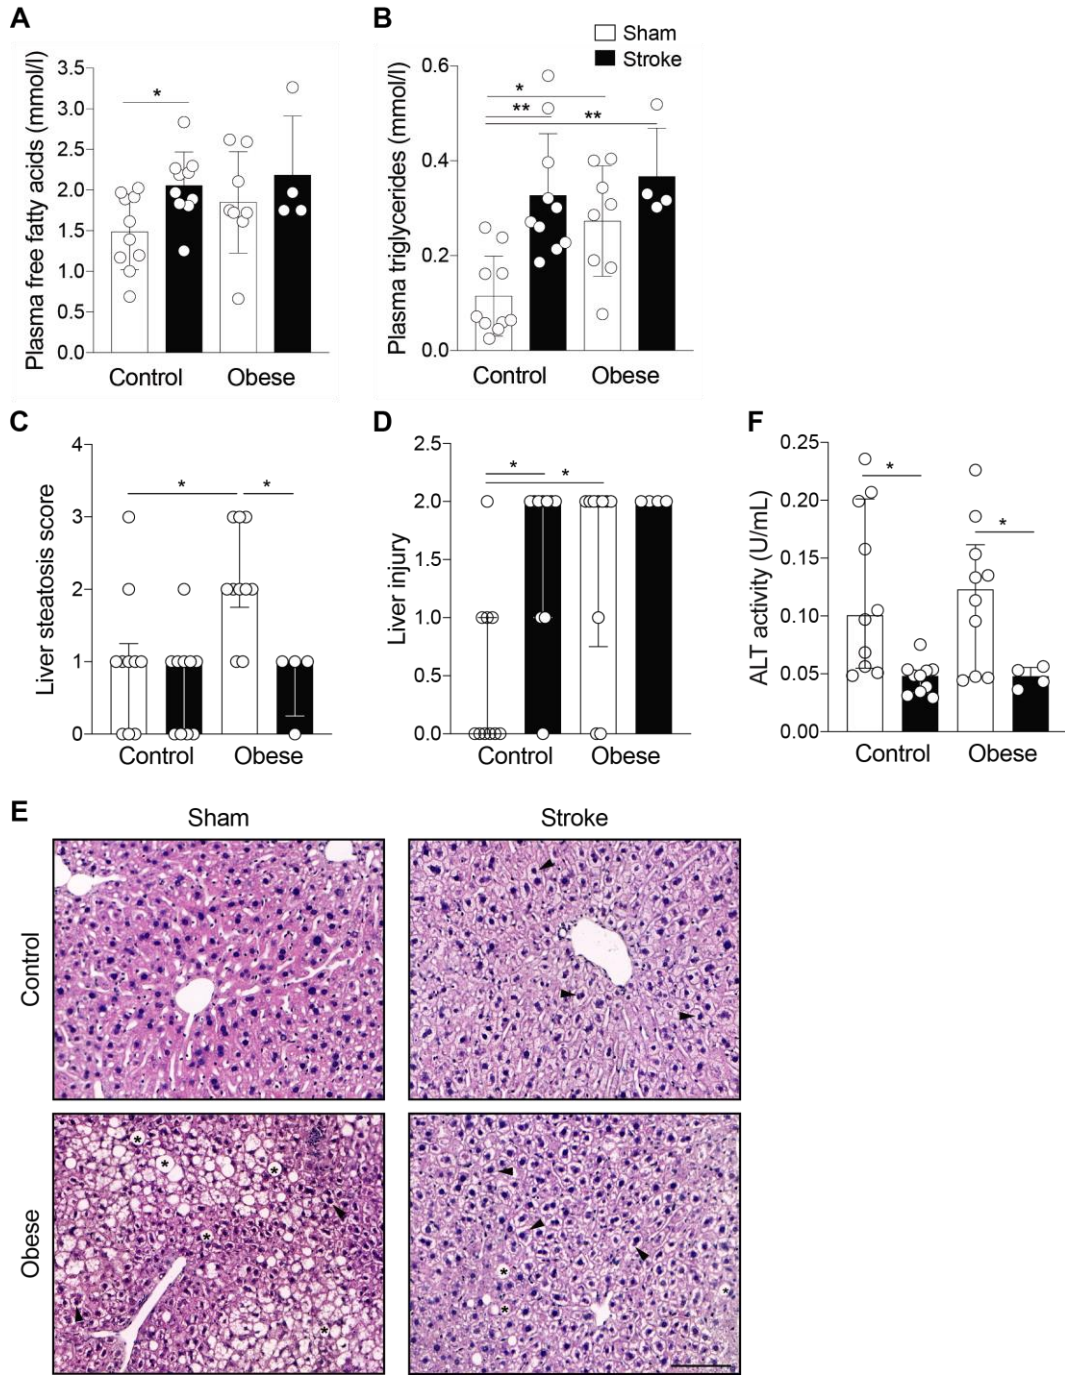 A
Plasma free fatty acids (mmol/l)
3.5
3.0
2.5
2.0
1.5
1.0
0.5
0.0
*
Control Obese
B
Sham
Stroke
Plasma triglycerides (mmol/l)
0.6
0.4
0.2
0.0
*
**
**
Control Obese
C
Liver steatosis score
4
3
2
1
0
* *
Control Obese
D
Liver injury
2.5
2.0
1.5
1.0
0.5
0.0
*
*
Control Obese
F
ALT activity (U/mL)
0.25
0.20
0.15
0.10
0.05
0.00
*
*
Control Obese
E
Sham Stroke
Control
Obese
* * *
*
*
*
*
*